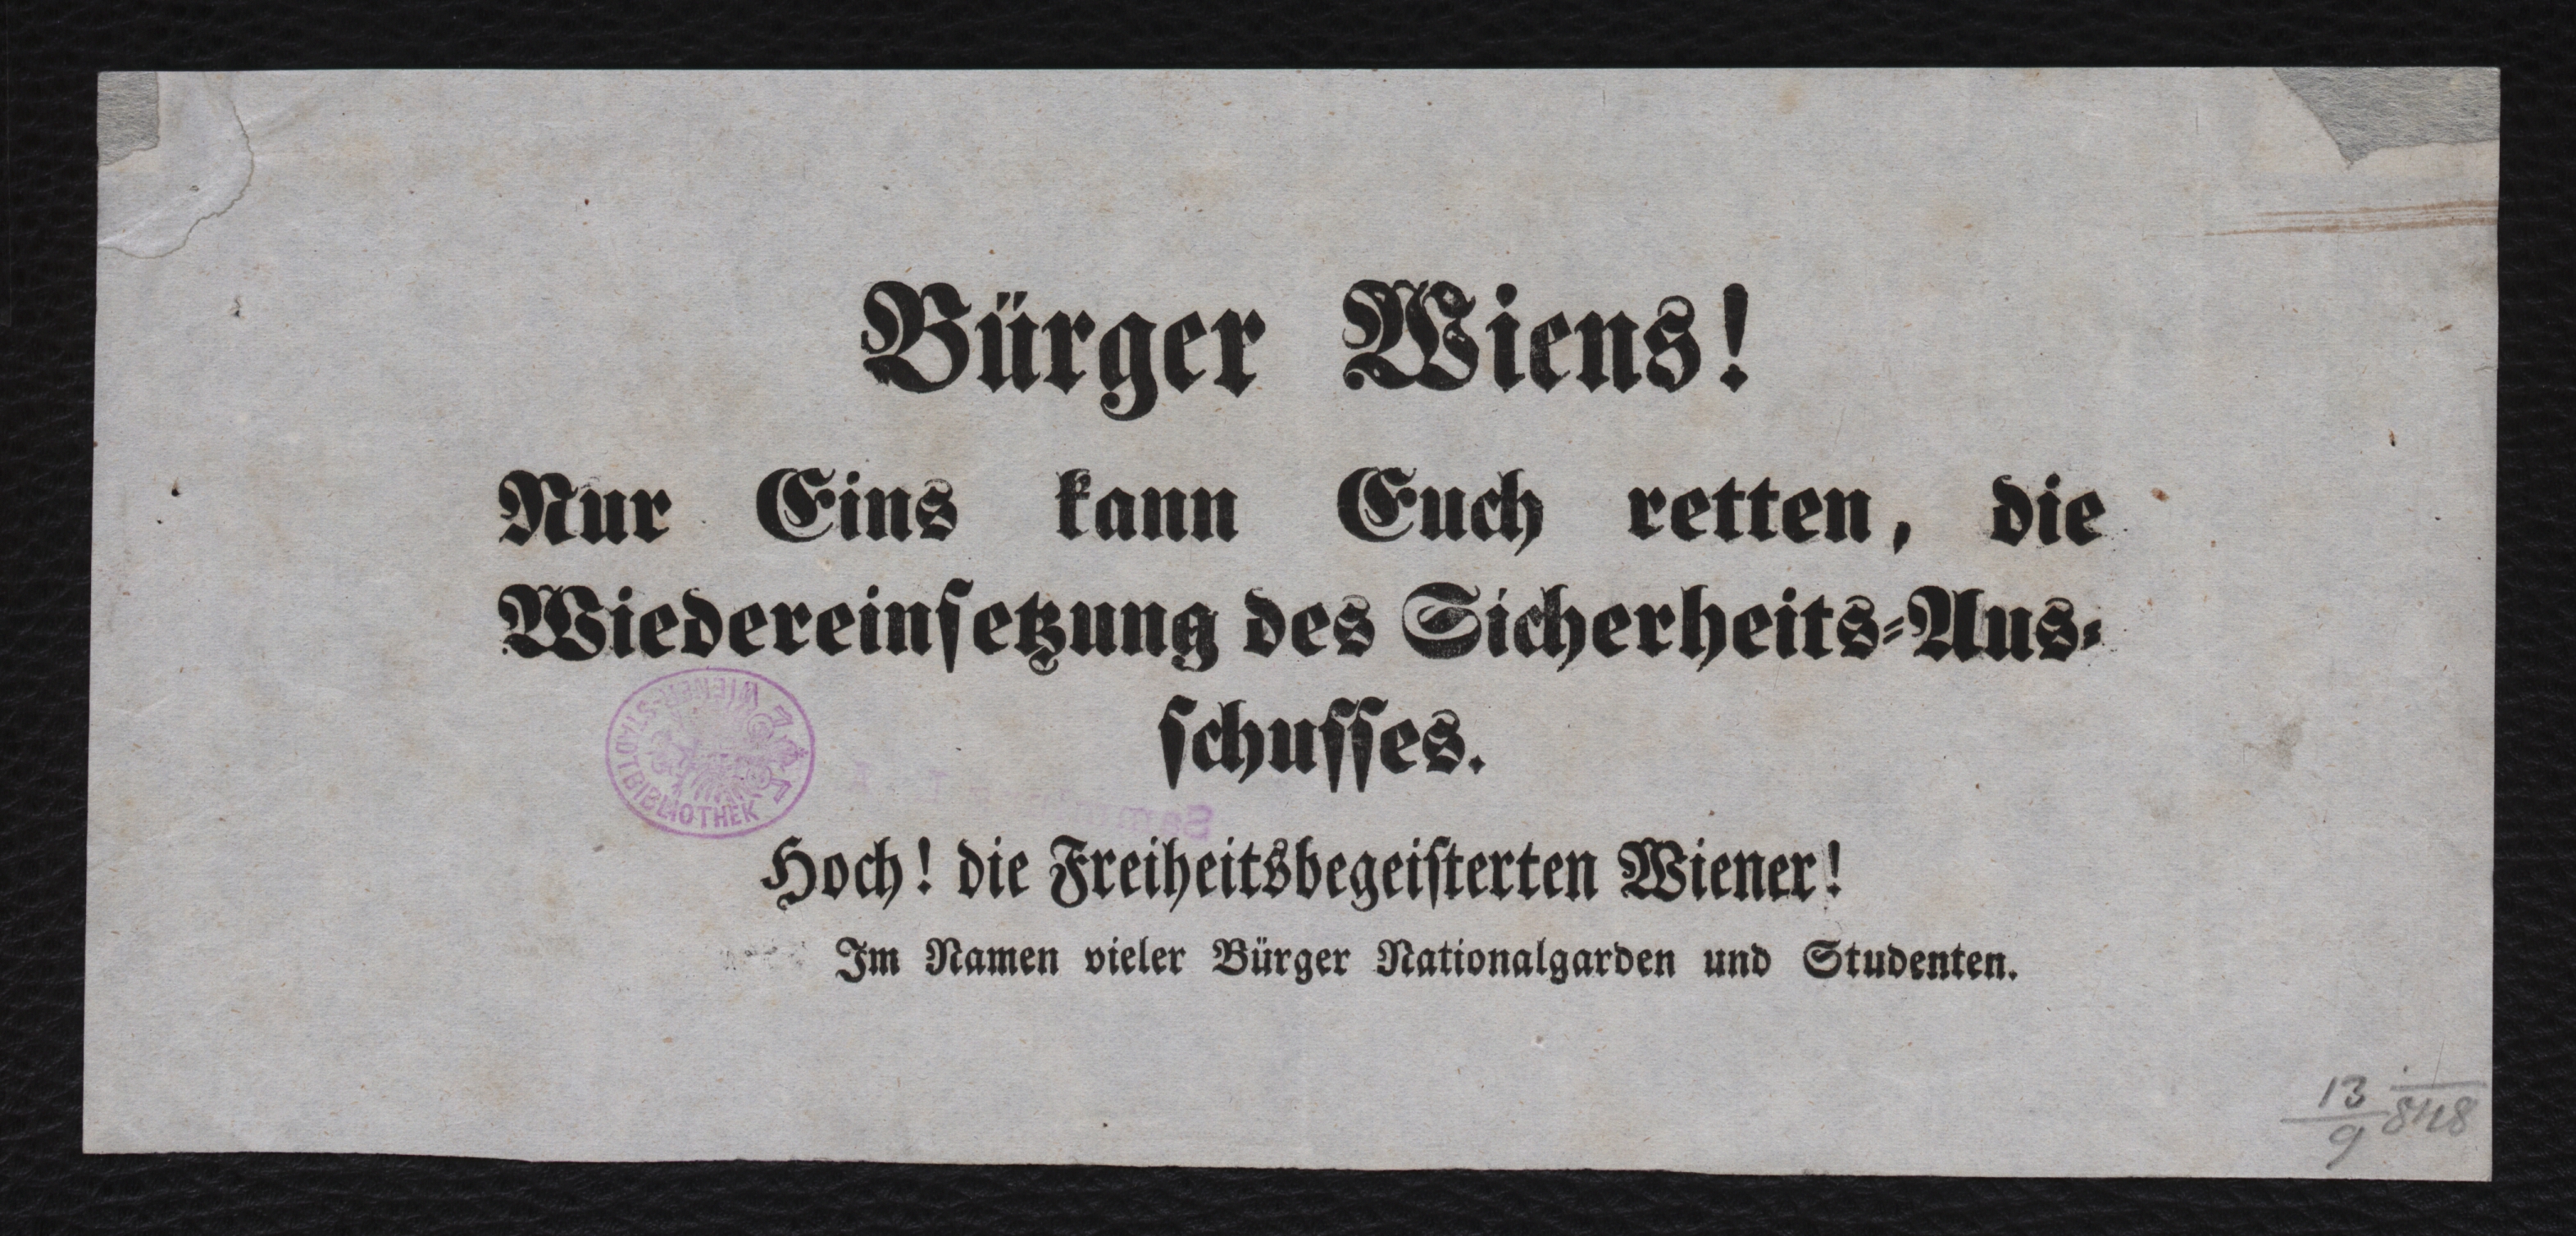 Bürger Wiens!
Nur Eins kann Euch retten, die
Wiedereinſetzung des Sicherheits⸗Aus⸗
ſchuſſes.
WIENER STADTBIBLIOTHEK
Hoch! die Freiheitsbegeiſterten Wiener!
Im Namen vieler Bürger Nationalgarden und Studenten.
13/9 848